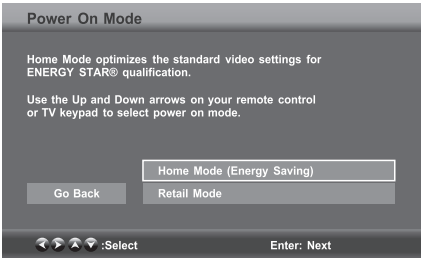 Power On Mode
Home Mode optimizes the standard video settings for
ENERGY STAR® qualification.
Use the Up and Down arrows on your remote control
or TV keypad to select power on mode.
Home Mode (Energy Saving)
Go Back
Retail Mode
:Select
Enter: Next